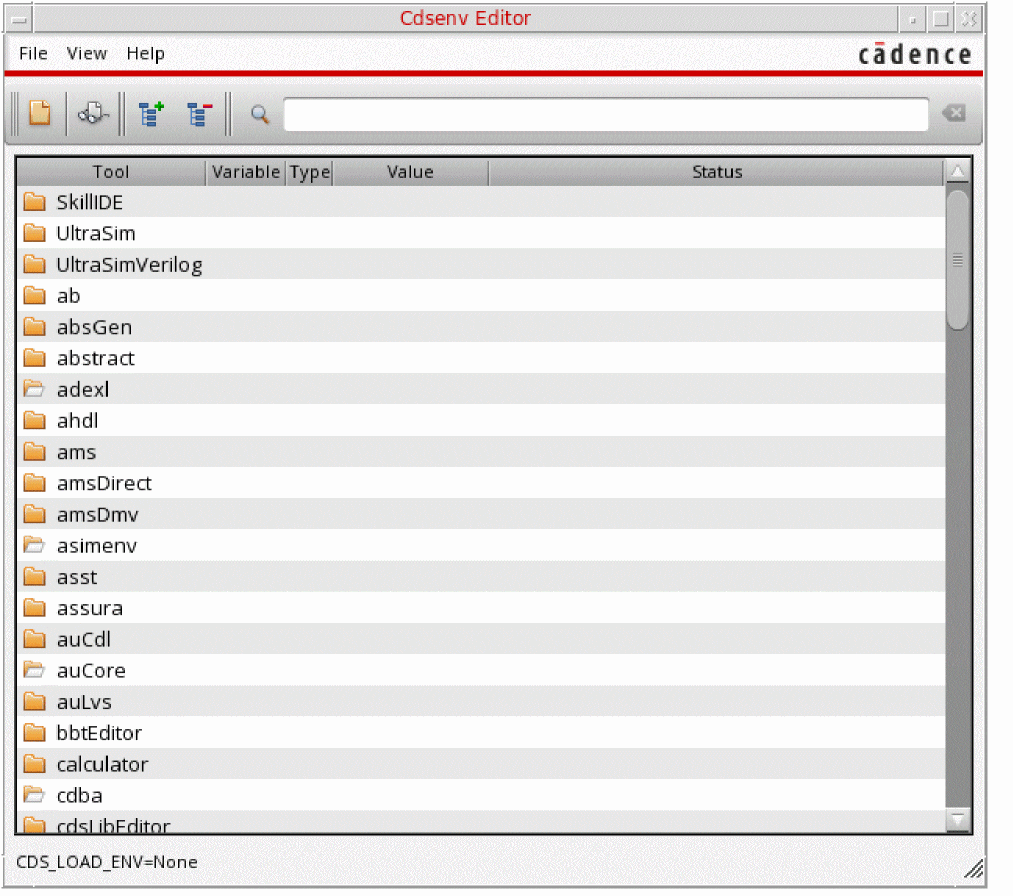 Cdsenv Editor
File View Help
cādence
Tool Variable Type Value Status
SkillIDE
UltraSim
UltraSimVerilog
ab
absGen
abstract
adexl
ahdl
ams
amsDirect
amsDmv
asimenv
asst
assura
auCdl
auCore
auLvs
bbtEditor
calculator
cdba
cdsLibEditor
CDS_LOAD_ENV=None